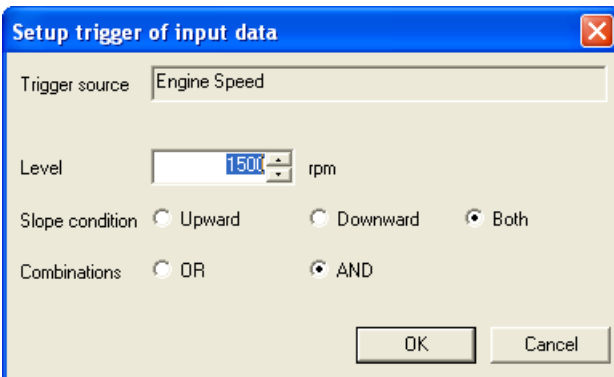 Setup trigger of input data
Trigger source Engine Speed
Level 1500 rpm
Slope condition Upward Downward Both
Combinations OR AND
OK Cancel